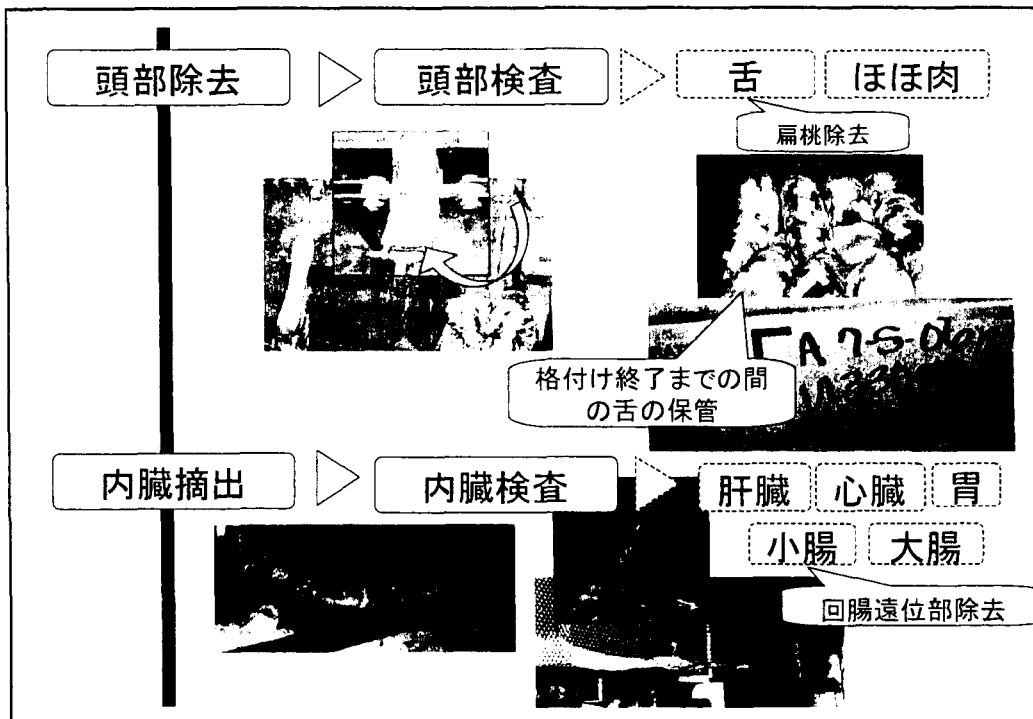 頭部除去
頭部検査
舌
ほほ肉
扁桃除去
格付け終了までの間
の舌の保管
内臓摘出
内臓検査
肝臓
心臓
胃
小腸
大腸
回腸遠位部除去